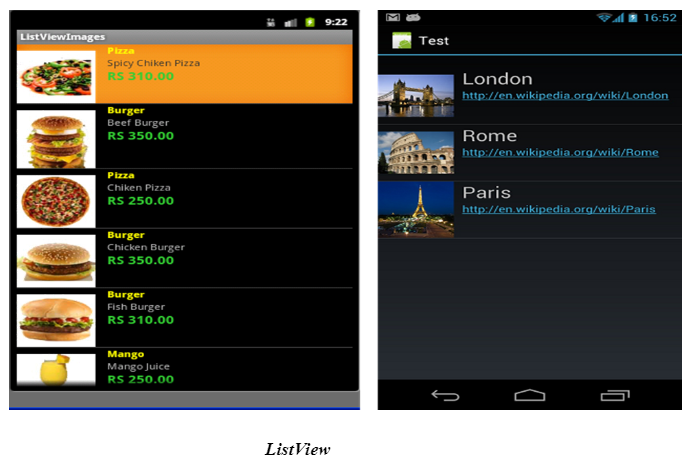 9:22
ListViewImages
Pizza
Spicy Chiken Pizza
RS 310.00
Burger
Beef Burger
RS 350.00
Pizza
Chiken Pizza
RS 250.00
Burger
Chicken Burger
RS 350.00
Burger
Fish Burger
RS 310.00
Mango
Mango Juice
RS 250.00
16:52
Test
London
http://en.wikipedia.org/wiki/London
Rome
http://en.wikipedia.org/wiki/Rome
Paris
http://en.wikipedia.org/wiki/Paris
ListView